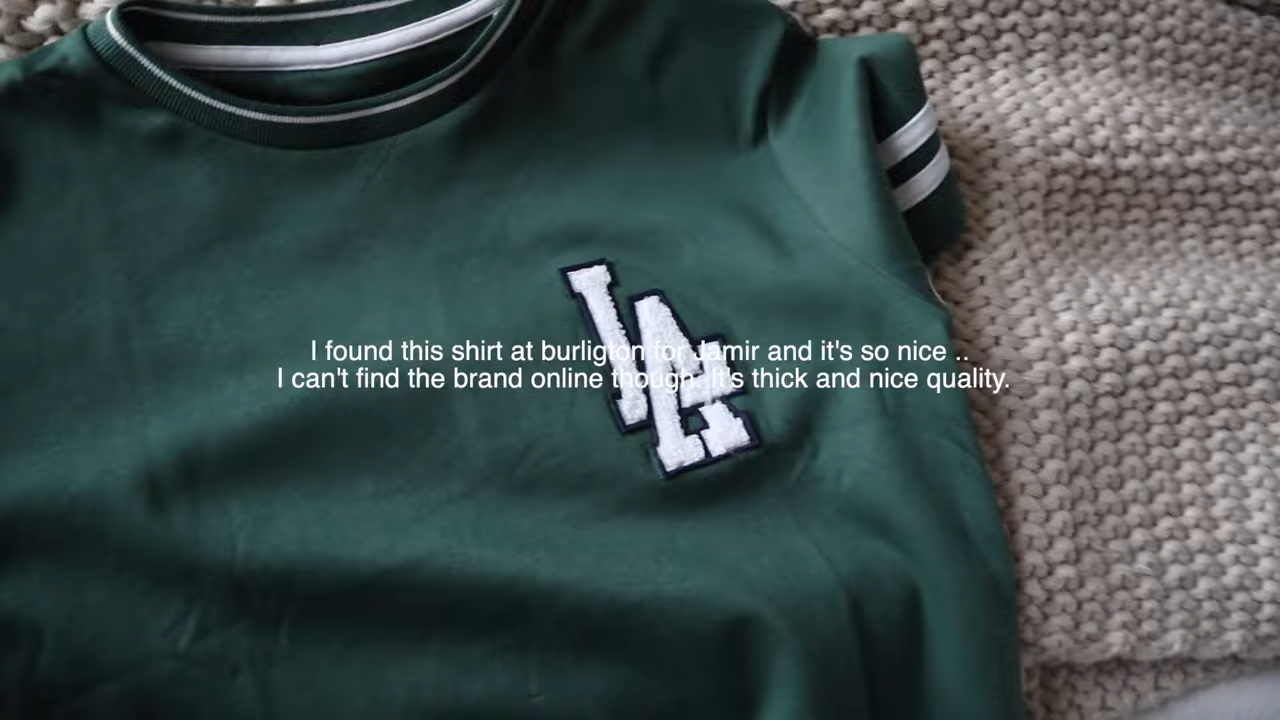 LA
I found this shirt at burligton for Jamir and it's so nice ..
I can't find the brand online though. It's thick and nice quality.